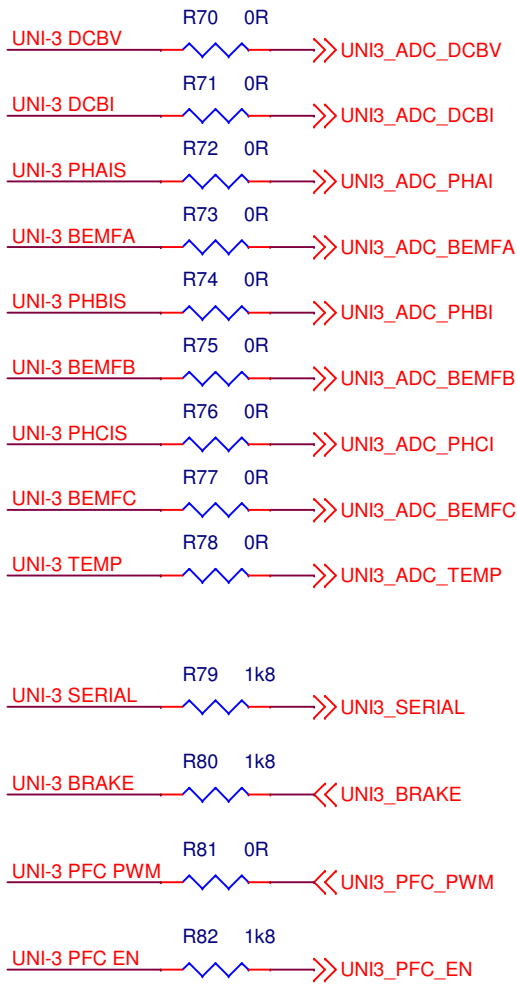 R70 0R
UNI-3 DCBV UNI3_ADC_DCBV
R71 0R
UNI-3 DCBI UNI3_ADC_DCBI
R72 0R
UNI-3 PHAIS UNI3_ADC_PHAI
R73 0R
UNI-3 BEMFA UNI3_ADC_BEMFA
R74 0R
UNI-3 PHBIS UNI3_ADC_PHBI
R75 0R
UNI-3 BEMFB UNI3_ADC_BEMFB
R76 0R
UNI-3 PHCIS UNI3_ADC_PHCI
R77 0R
UNI-3 BEMFC UNI3_ADC_BEMFC
R78 0R
UNI-3 TEMP UNI3_ADC_TEMP
R79 1k8
UNI-3 SERIAL UNI3_SERIAL
R80 1k8
UNI-3 BRAKE UNI3_BRAKE
R81 0R
UNI-3 PFC PWM UNI3_PFC_PWM
R82 1k8
UNI-3 PFC EN UNI3_PFC_EN